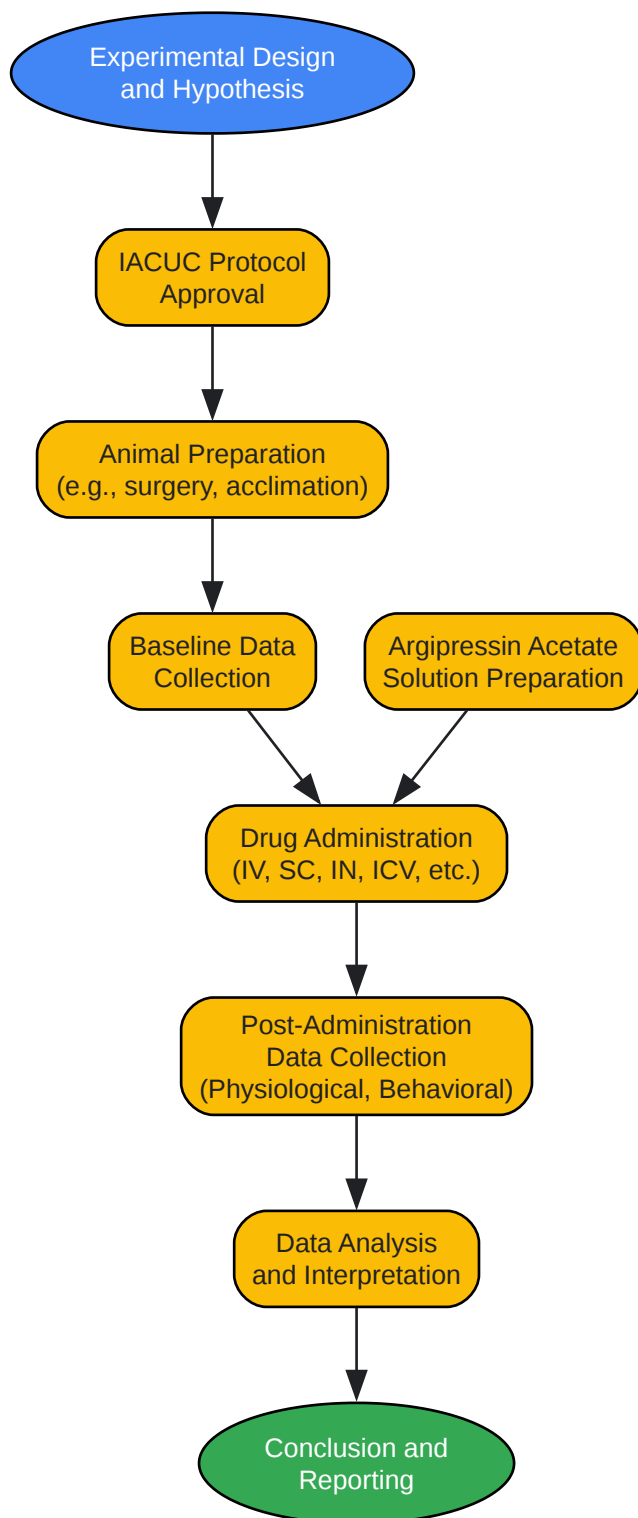 Experimental Design
and Hypothesis
IACUC Protocol
Approval
Animal Preparation
(e.g., surgery, acclimation)
Baseline Data
Collection
Argipressin Acetate
Solution Preparation
Drug Administration
(IV, SC, IN, ICV, etc.)
Post-Administration
Data Collection
(Physiological, Behavioral)
Data Analysis
and Interpretation
Conclusion and
Reporting